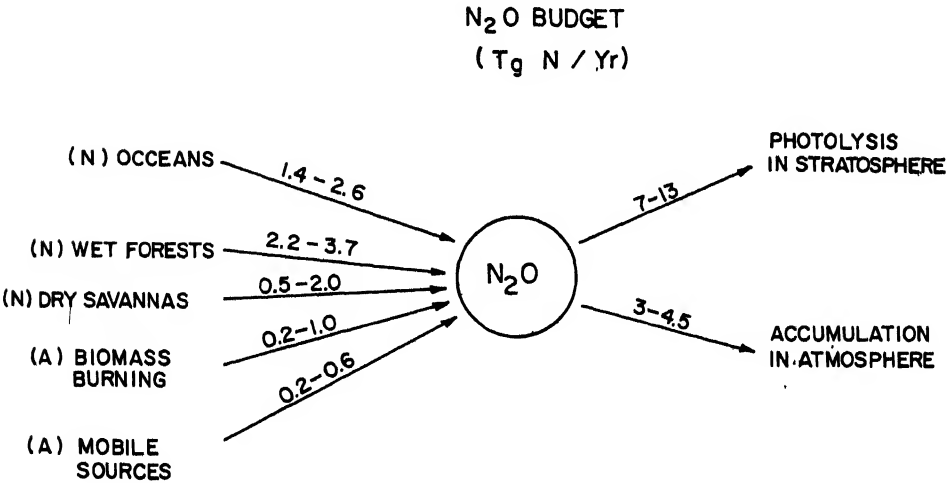 N₂O BUDGET
(Tg N / Yr)
(N) OCCEANS
1.4-2.6
(N) WET FORESTS
2.2-3.7
(N) DRY SAVANNAS
0.5-2.0
(A) BIOMASS
BURNING
0.2-1.0
(A) MOBILE
SOURCES
0.2-0.6
N₂O
7-13
PHOTOLYSIS
IN STRATOSPHERE
3-4.5
ACCUMULATION
IN ATMOSPHERE